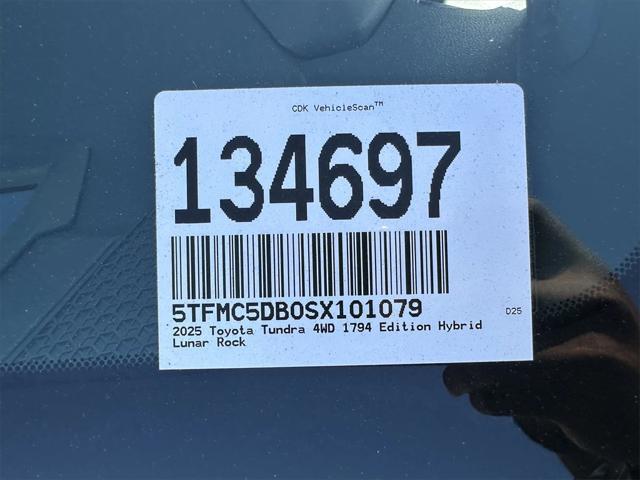 CDK VehicleScan™
134697
5TFMC5DB0SX101079
D25
2025 Toyota Tundra 4WD 1794 Edition Hybrid
Lunar Rock